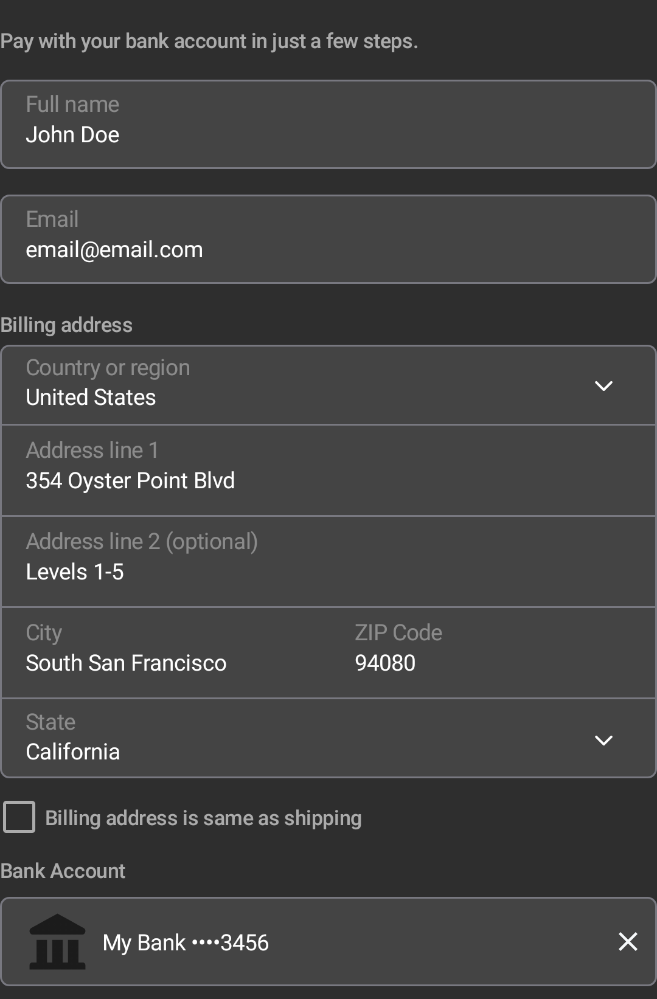 Pay with your bank account in just a few steps.
Full name
John Doe
Email
email@email.com
Billing address
Country or region
United States
Address line 1
354 Oyster Point Blvd
Address line 2 (optional)
Levels 1-5
City
South San Francisco
ZIP Code
94080
State
California
Billing address is same as shipping
Bank Account
My Bank ••••3456